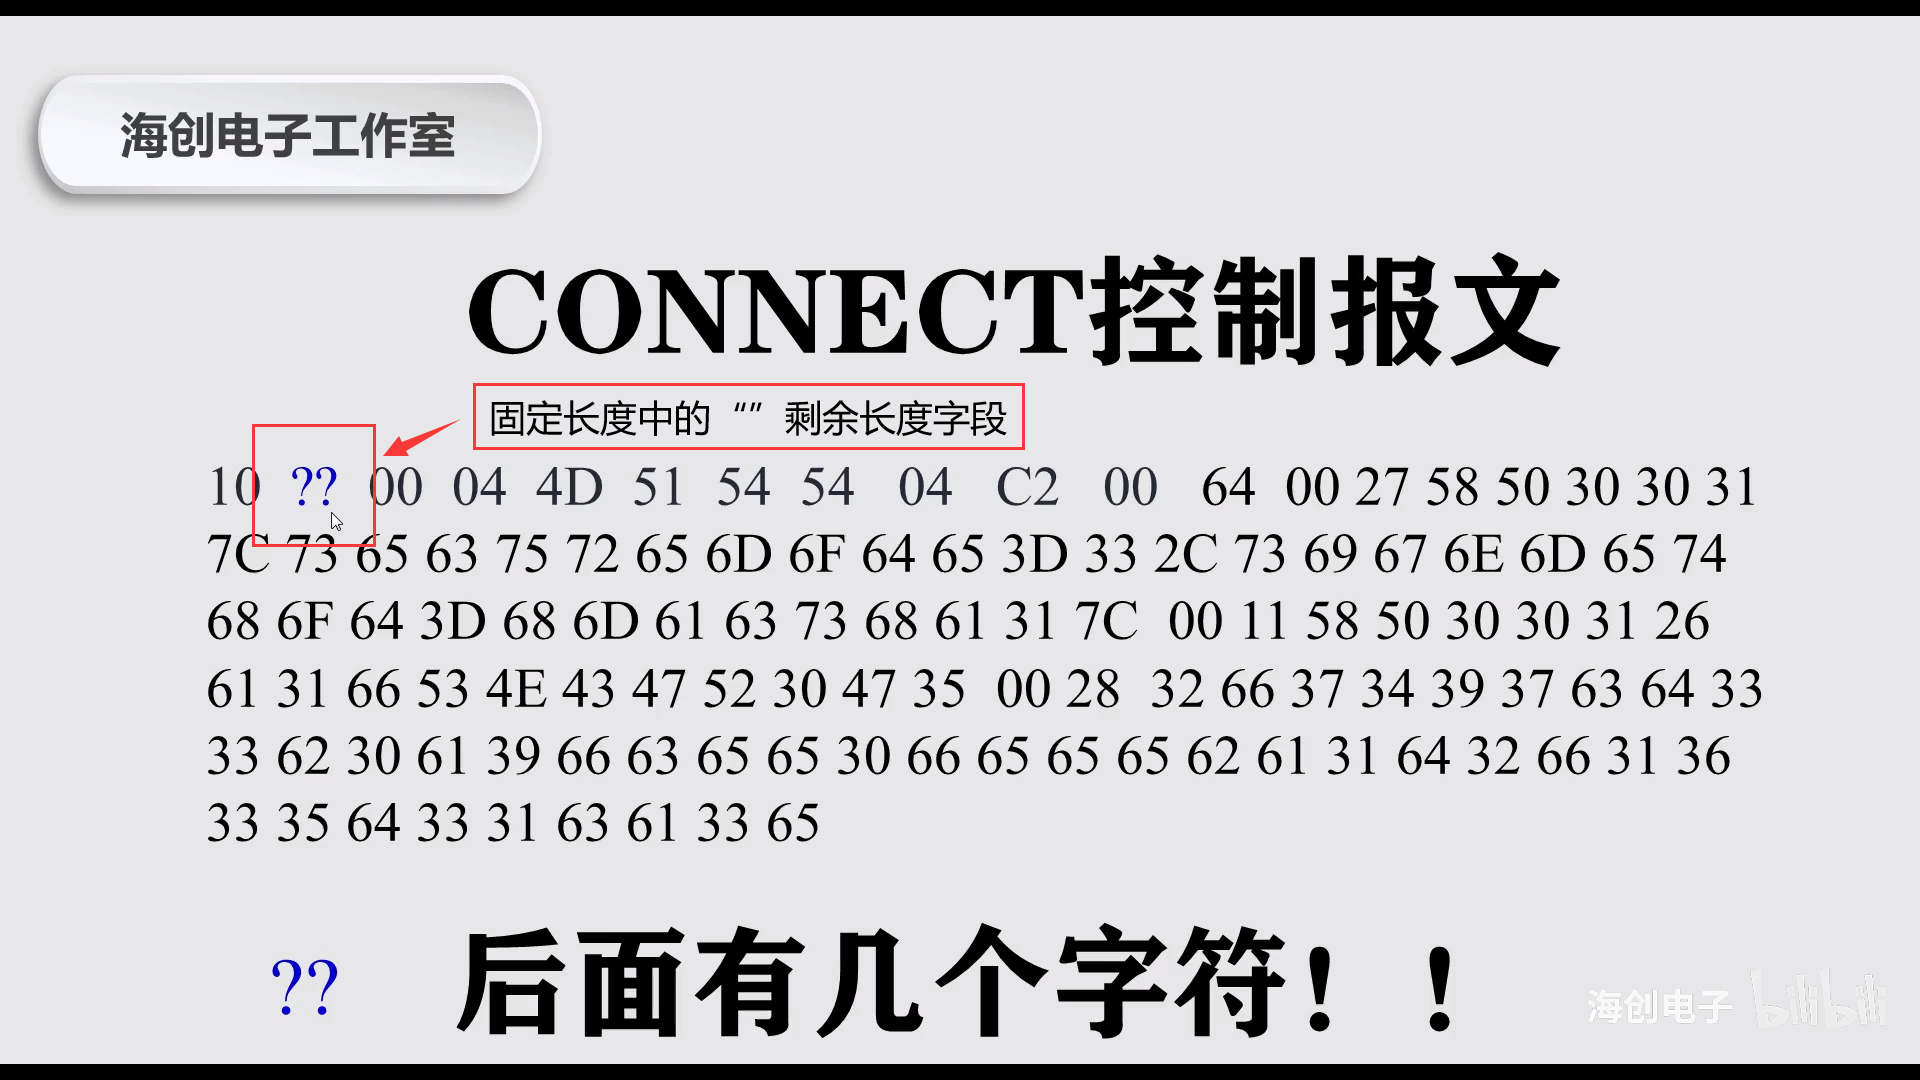 海创电子工作室
CONNECT控制报文
固定长度中的“”剩余长度字段
10 ?? 00 04 4D 51 54 54 04 C2 00 64 00 27 58 50 30 30 31
7C 73 65 63 75 72 65 6D 6F 64 65 3D 33 2C 73 69 67 6E 6D 65 74
68 6F 64 3D 68 6D 61 63 73 68 61 31 7C 00 11 58 50 30 30 31 26
61 31 66 53 4E 43 47 52 30 47 35 00 28 32 66 37 34 39 37 63 64 33
33 62 30 61 39 66 63 65 65 30 66 65 65 65 62 61 31 64 32 66 31 36
33 35 64 33 31 63 61 33 65
?? 后面有几个字符！！
海创电子 bilibili